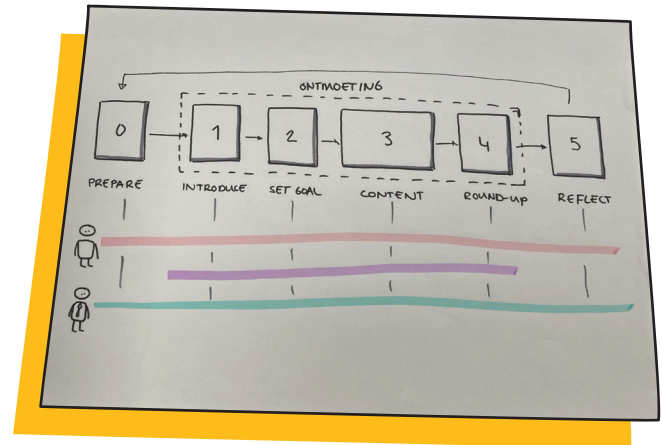 ONTMOETING
0
1
2
3
4
5
PREPARE
INTRODUCE
SET GOAL
CONTENT
ROUND-UP
REFLECT